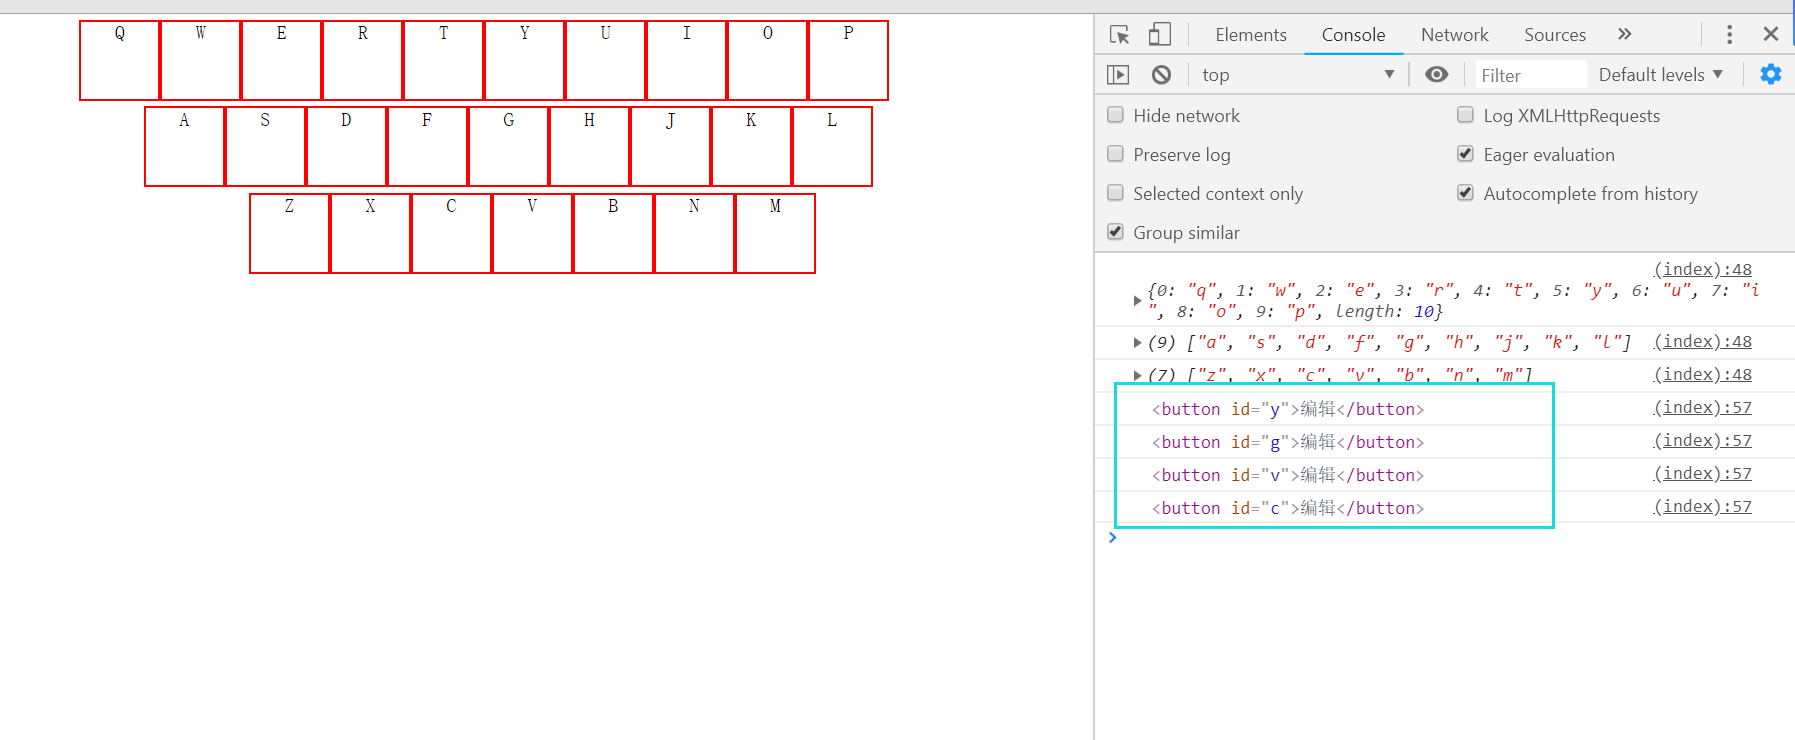 Q W E R T Y U I O P
A S D F G H J K L
Z X C V B N M
Elements Console Network Sources »
top Filter Default levels
Hide network Log XMLHttpRequests
Preserve log Eager evaluation
Selected context only Autocomplete from history
Group similar
(index):48
{0: "q", 1: "w", 2: "e", 3: "r", 4: "t", 5: "y", 6: "u", 7: "i
", 8: "o", 9: "p", length: 10}
(9) ["a", "s", "d", "f", "g", "h", "j", "k", "l"] (index):48
(7) ["z", "x", "c", "v", "b", "n", "m"] (index):48
<button id="y">编辑</button> (index):57
<button id="g">编辑</button> (index):57
<button id="v">编辑</button> (index):57
<button id="c">编辑</button> (index):57